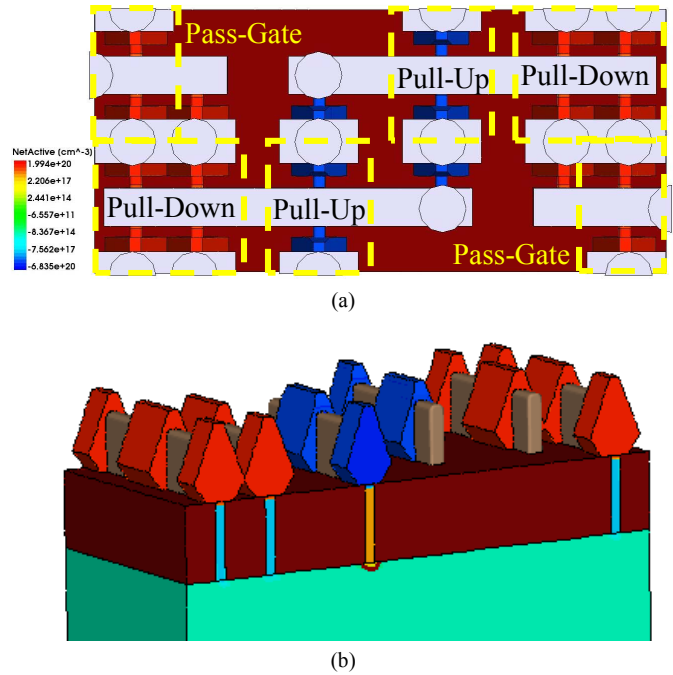 Pass-Gate
Pull-Up Pull-Down
NetActive (cm^-3)
1.994e+20
2.206e+17
2.441e+14
-6.557e+11
-8.367e+14
-7.562e+17
-6.835e+20
Pull-Down Pull-Up
Pass-Gate
(a)
(b)